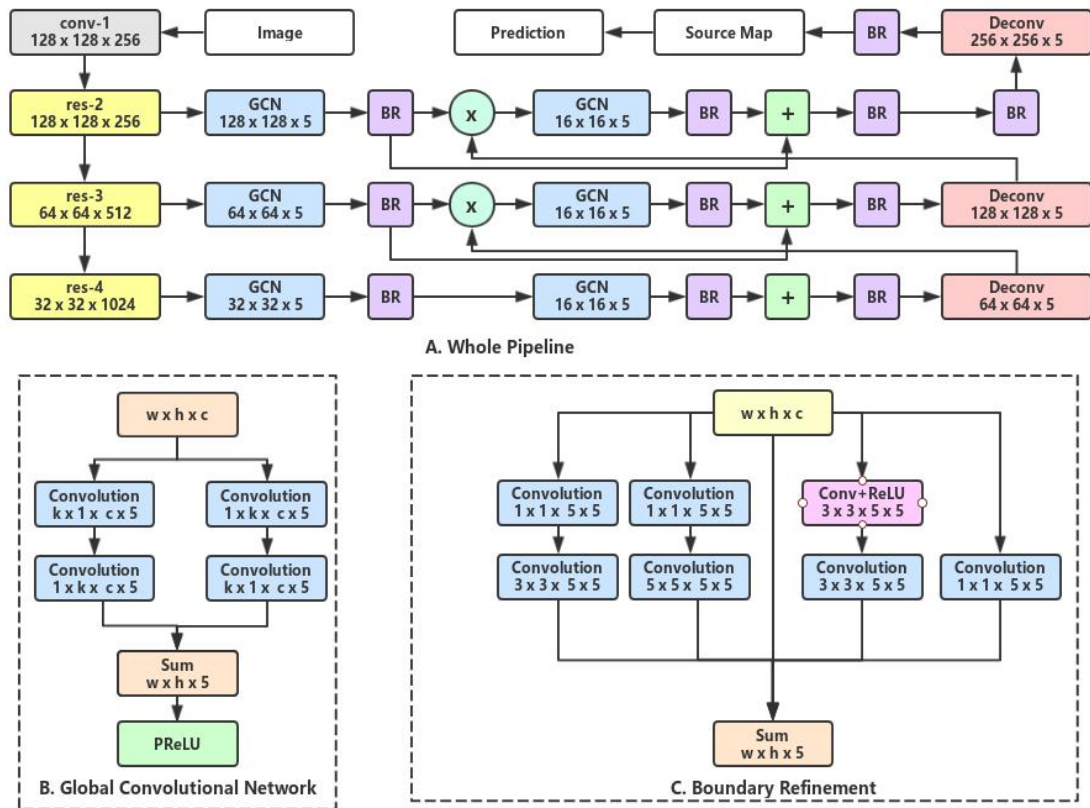 conv-1
128 x 128 x 256
Image
Prediction
Source Map
BR
Deconv
256 x 256 x 5
res-2
128 x 128 x 256
GCN
128 x 128 x 5
BR
x
GCN
16 x 16 x 5
BR
+
BR
BR
res-3
64 x 64 x 512
GCN
64 x 64 x 5
BR
x
GCN
16 x 16 x 5
BR
+
BR
Deconv
128 x 128 x 5
res-4
32 x 32 x 1024
GCN
32 x 32 x 5
BR
GCN
16 x 16 x 5
BR
+
BR
Deconv
64 x 64 x 5
A. Whole Pipeline
w x h x c
Convolution
k x 1 x c x 5
Convolution
1 x k x c x 5
Convolution
1 x k x c x 5
Convolution
k x 1 x c x 5
Sum
w x h x 5
PReLU
B. Global Convolutional Network
w x h x c
Convolution
1 x 1 x 5 x 5
Convolution
1 x 1 x 5 x 5
Conv+ReLU
3 x 3 x 5 x 5
Convolution
3 x 3 x 5 x 5
Convolution
5 x 5 x 5 x 5
Convolution
3 x 3 x 5 x 5
Convolution
1 x 1 x 5 x 5
Sum
w x h x 5
C. Boundary Refinement